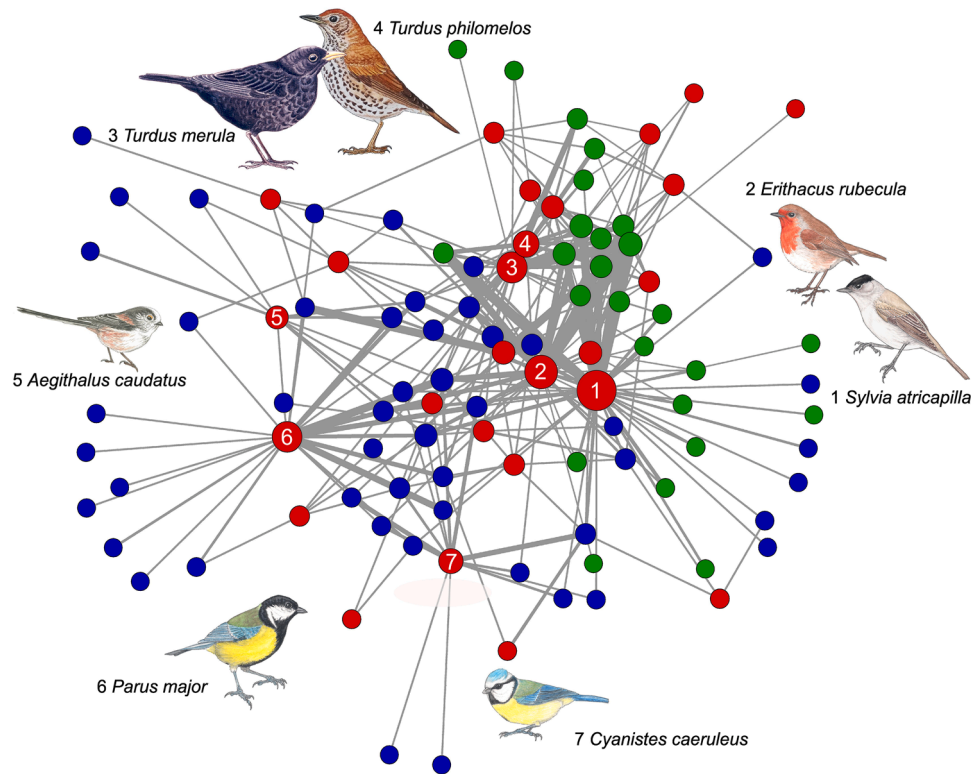 4 Turdus philomelos
3 Turdus merula
2 Erithacus rubecula
4
3
5
5 Aegithalus caudatus
2
1
1 Sylvia atricapilla
6
7
6 Parus major
7 Cyanistes caeruleus